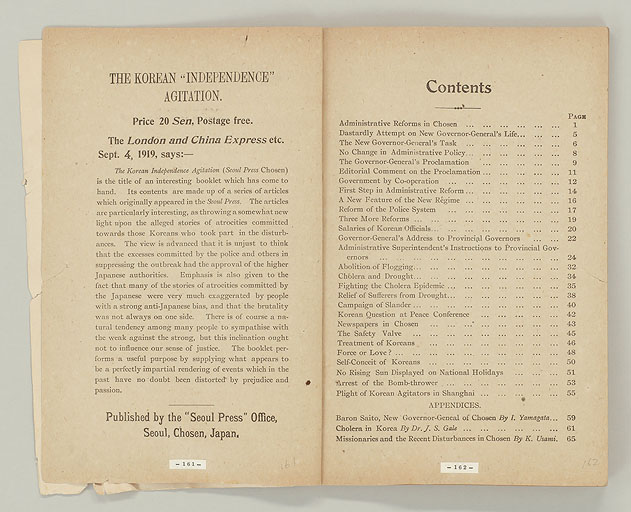 THE KOREAN "INDEPENDENCE"
AGITATION.
Price 20 Sen, Postage free.
The London and China Express etc.
Sept. 4, 1919, says:—
The Korean Independence Agitation (Seoul Press Chosen)
is the title of an interesting booklet which has come to
hand. Its contents are made up of a series of articles
which originally appeared in the Seoul Press. The articles
are particularly interesting, as throwing a somewhat new
light upon the alleged stories of atrocities committed
towards those Koreans who took part in the disturb-
ances. The view is advanced that it is unjust to think
that the excesses committed by the police and others in
suppressing the outbreak had the approval of the higher
Japanese authorities. Emphasis is also given to the
fact that many of the stories of atrocities committed by
the Japanese were very much exaggerated by people
with a strong anti-Japanese bias, and that the brutality
was not always on one side. There is of course a na-
tural tendency among many people to sympathise with
the weak against the strong, but this inclination ought
not to influence our sense of justice. The booklet per-
forms a useful purpose by supplying what appears to
be a perfectly impartial rendering of events which in the
past have no doubt been distorted by prejudice and
passion.
Published by the "Seoul Press" Office,
Seoul, Chosen, Japan.
–161–
161
Contents
PAGE
Administrative Reforms in Chosen ... 1
Dastardly Attempt on New Governor-General's Life... 5
The New Governor-General's Task ... 6
No Change in Administrative Policy... 8
The Governor-General's Proclamation ... 9
Editorial Comment on the Proclamation ... 11
Government by Co-operation ... 12
First Step in Administrative Reform ... 14
A New Feature of the New Régime ... 16
Reform of the Police System ... 17
Three More Reforms ... 19
Salaries of Korean Officials... 20
Governor-General's Address to Provincial Governors ... 22
Administrative Superintendent's Instructions to Provincial Gov-
ernors ... 24
Abolition of Flogging... 32
Cholera and Drought... 34
Fighting the Cholera Epidemic ... 35
Relief of Sufferers from Drought... 38
Campaign of Slander ... 40
Korean Question at Peace Conference ... 42
Newspapers in Chosen ... 43
The Safety Valve ... 45
Treatment of Koreans ... 46
Force or Love? ... 48
Self-Conceit of Koreans ... 50
No Rising Sun Displayed on National Holidays ... 51
Arrest of the Bomb-thrower ... 53
Plight of Korean Agitators in Shanghai ... 55
APPENDICES.
Baron Saito, New Governor-Geneal of Chosen By I. Yamagata... 59
Cholera in Korea By Dr. J. S. Gale ... 61
Missionaries and the Recent Disturbances in Chosen By K. Usami. 65
–162–
162